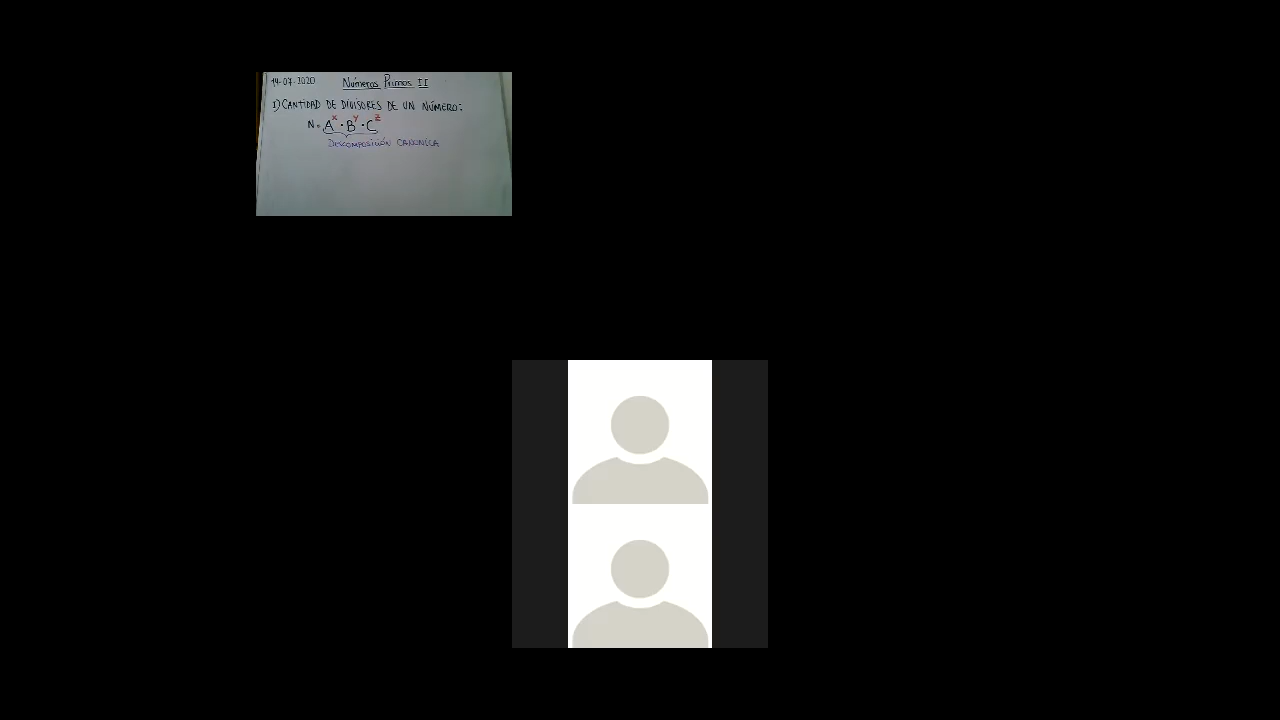 14-07-2020 Números Primos II
1) CANTIDAD DE DIVISORES DE UN NÚMERO:
N = A^x · B^y · C^z
DESCOMPOSICIÓN CANÓNICA